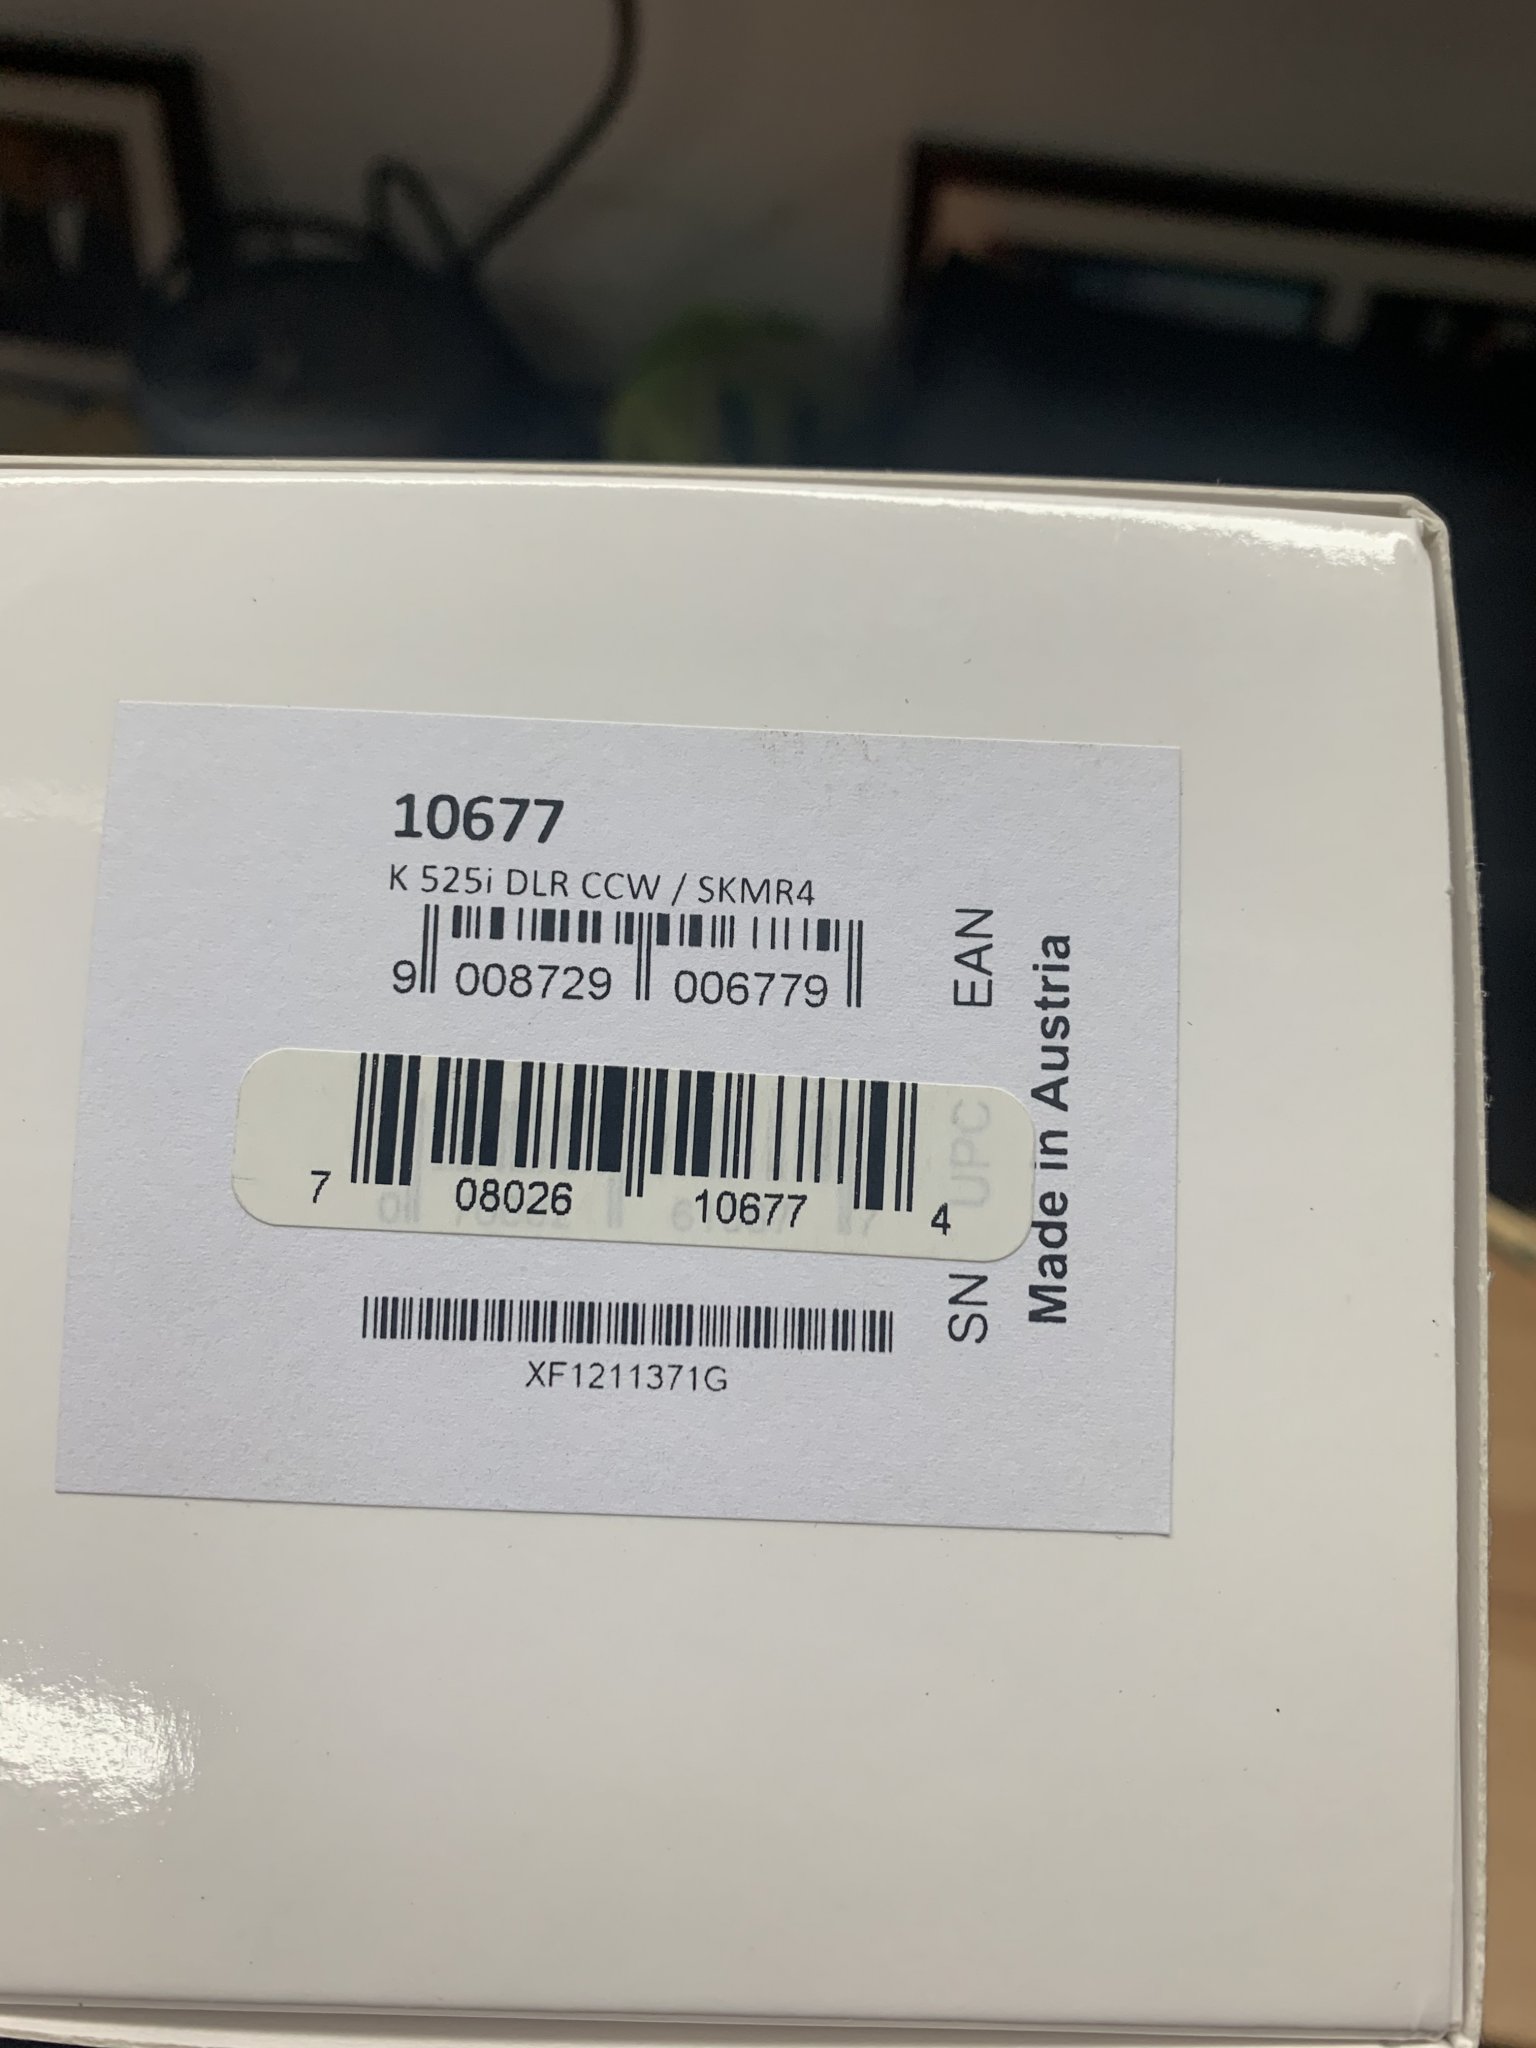 10677
K 525i DLR CCW / SKMR4
9 008729 006779
EAN
7 08026 10677 4
UPC
XF1211371G
SN
Made in Austria